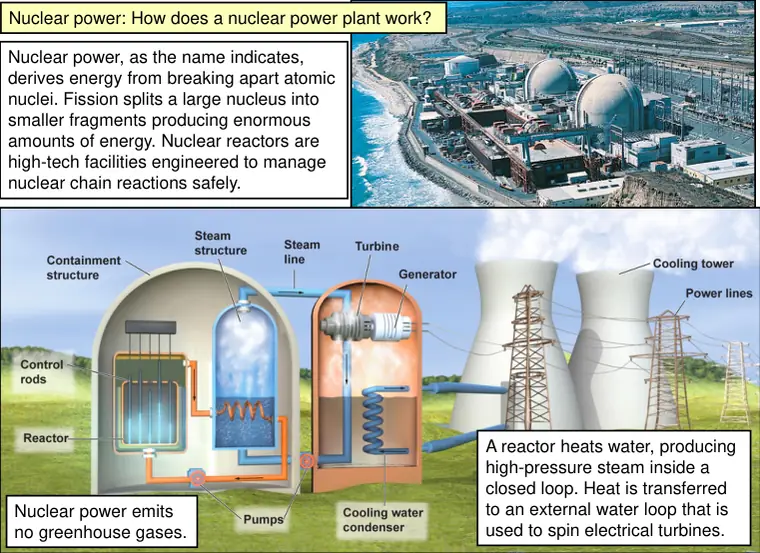 Nuclear power: How does a nuclear power plant work?
Nuclear power, as the name indicates,
derives energy from breaking apart atomic
nuclei. Fission splits a large nucleus into
smaller fragments producing enormous
amounts of energy. Nuclear reactors are
high-tech facilities engineered to manage
nuclear chain reactions safely.
Containment
structure
Steam
structure
Steam
line
Turbine
Generator
Cooling tower
Power lines
Control
rods
Reactor
Pumps
Cooling water
condenser
Nuclear power emits
no greenhouse gases.
A reactor heats water, producing
high-pressure steam inside a
closed loop. Heat is transferred
to an external water loop that is
used to spin electrical turbines.